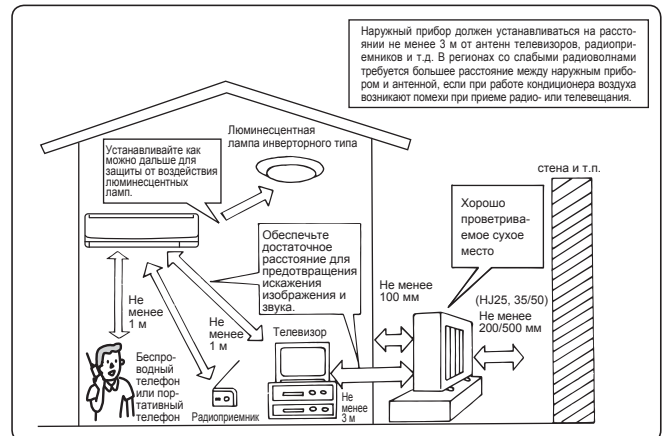 Наружный прибор должен устанавливаться на рассто-
янии не менее 3 м от антенн телевизоров, радиопри-
емников и т.д. В регионах со слабыми радиоволнами
требуется большее расстояние между наружным прибо-
ром и антенной, если при работе кондиционера воздуха
возникают помехи при приеме радио- или телевещания.
Люминесцентная
лампа инверторного типа
Устанавливайте как
можно дальше для
защиты от воздействия
люминесцентных
ламп.
стена и т.п.
Хорошо
проветрива-
емое сухое
место
Обеспечьте
достаточное
расстояние для
предотвращения
искажения
изображения и
звука.
Не менее
100 мм
(HJ25, 35/50)
Не менее
200/500 мм
Не
менее
1 м
Не
менее
1 м
Телевизор
Беспро-
водный
телефон
или пор-
тативный
телефон
Радиоприемник
Не
менее
3 м